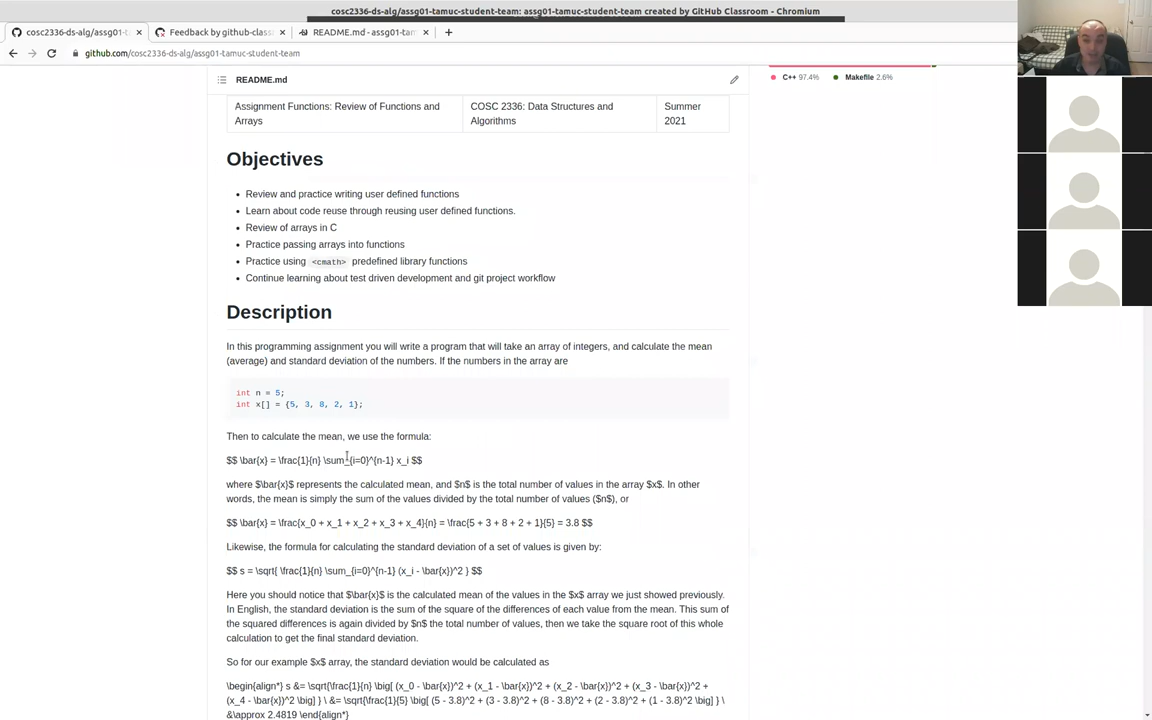 cosc2336-ds-alg/assg01-tamuc-student-team: assg01-tamuc-student-team created by GitHub Classroom - Chromium
cosc2336-ds-alg/assg01-t
Feedback by github-class
README.md - assg01-tam
github.com/cosc2336-ds-alg/assg01-tamuc-student-team
README.md
C++ 97.4% Makefile 2.6%
Assignment Functions: Review of Functions and COSC 2336: Data Structures and Summer
Arrays Algorithms 2021
Objectives
• Review and practice writing user defined functions
• Learn about code reuse through reusing user defined functions.
• Review of arrays in C
• Practice passing arrays into functions
• Practice using <cmath> predefined library functions
• Continue learning about test driven development and git project workflow
Description
In this programming assignment you will write a program that will take an array of integers, and calculate the mean
(average) and standard deviation of the numbers. If the numbers in the array are
int n = 5;
int x[] = {5, 3, 8, 2, 1};
Then to calculate the mean, we use the formula:
$$ \bar{x} = \frac{1}{n} \sum_{i=0}^{n-1} x_i $$
where $\bar{x}$ represents the calculated mean, and $n$ is the total number of values in the array $x$. In other
words, the mean is simply the sum of the values divided by the total number of values ($n$), or
$$ \bar{x} = \frac{x_0 + x_1 + x_2 + x_3 + x_4}{n} = \frac{5 + 3 + 8 + 2 + 1}{5} = 3.8 $$
Likewise, the formula for calculating the standard deviation of a set of values is given by:
$$ s = \sqrt{ \frac{1}{n} \sum_{i=0}^{n-1} (x_i - \bar{x})^2 } $$
Here you should notice that $\bar{x}$ is the calculated mean of the values in the $x$ array we just showed previously.
In English, the standard deviation is the sum of the square of the differences of each value from the mean. This sum of
the squared differences is again divided by $n$ the total number of values, then we take the square root of this whole
calculation to get the final standard deviation.
So for our example $x$ array, the standard deviation would be calculated as
\begin{align*} s &= \sqrt{\frac{1}{n} \big[ (x_0 - \bar{x})^2 + (x_1 - \bar{x})^2 + (x_2 - \bar{x})^2 + (x_3 - \bar{x})^2 +
(x_4 - \bar{x})^2 \big] } \ &= \sqrt{\frac{1}{5} \big[ (5 - 3.8)^2 + (3 - 3.8)^2 + (8 - 3.8)^2 + (2 - 3.8)^2 + (1 - 3.8)^2 \big] } \
&\approx 2.4819 \end{align*}